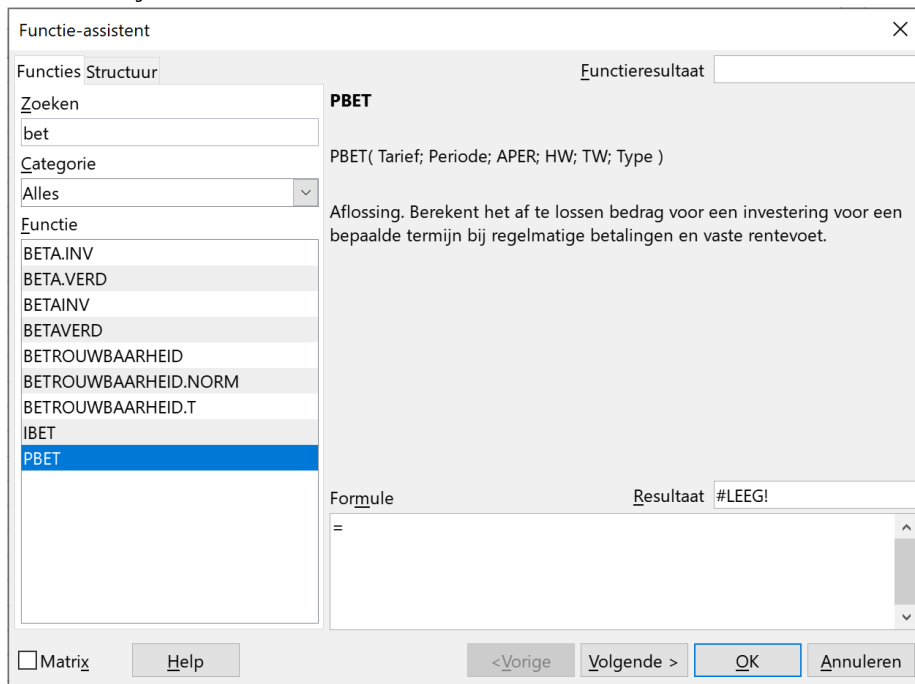 Functie-assistent
Functies Structuur
Functieresultaat
Zoeken
bet
Categorie
Alles
Functie
BETA.INV
BETA.VERD
BETAINV
BETAVERD
BETROUWBAARHEID
BETROUWBAARHEID.NORM
BETROUWBAARHEID.T
IBET
PBET
PBET
PBET( Tarief; Periode; APER; HW; TW; Type )
Aflossing. Berekent het af te lossen bedrag voor een investering voor een
bepaalde termijn bij regelmatige betalingen en vaste rentevoet.
Formule
Resultaat #LEEG!
=
Matrix
Help
<Vorige
Volgende >
OK
Annuleren